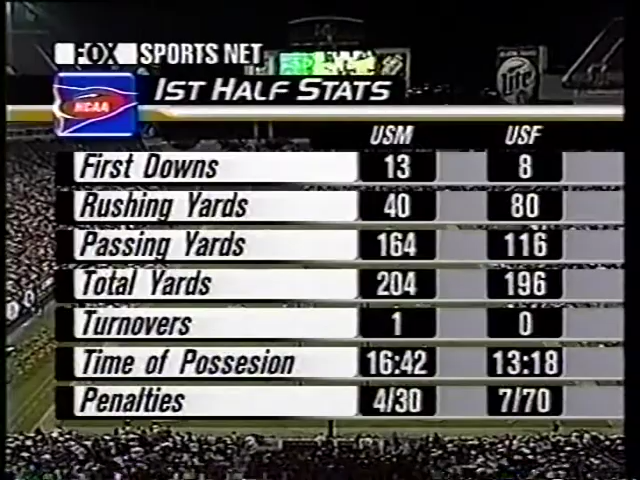 FOX SPORTS NET
NCAA
1ST HALF STATS
Lite
USM USF
First Downs 13 8
Rushing Yards 40 80
Passing Yards 164 116
Total Yards 204 196
Turnovers 1 0
Time of Possesion 16:42 13:18
Penalties 4/30 7/70